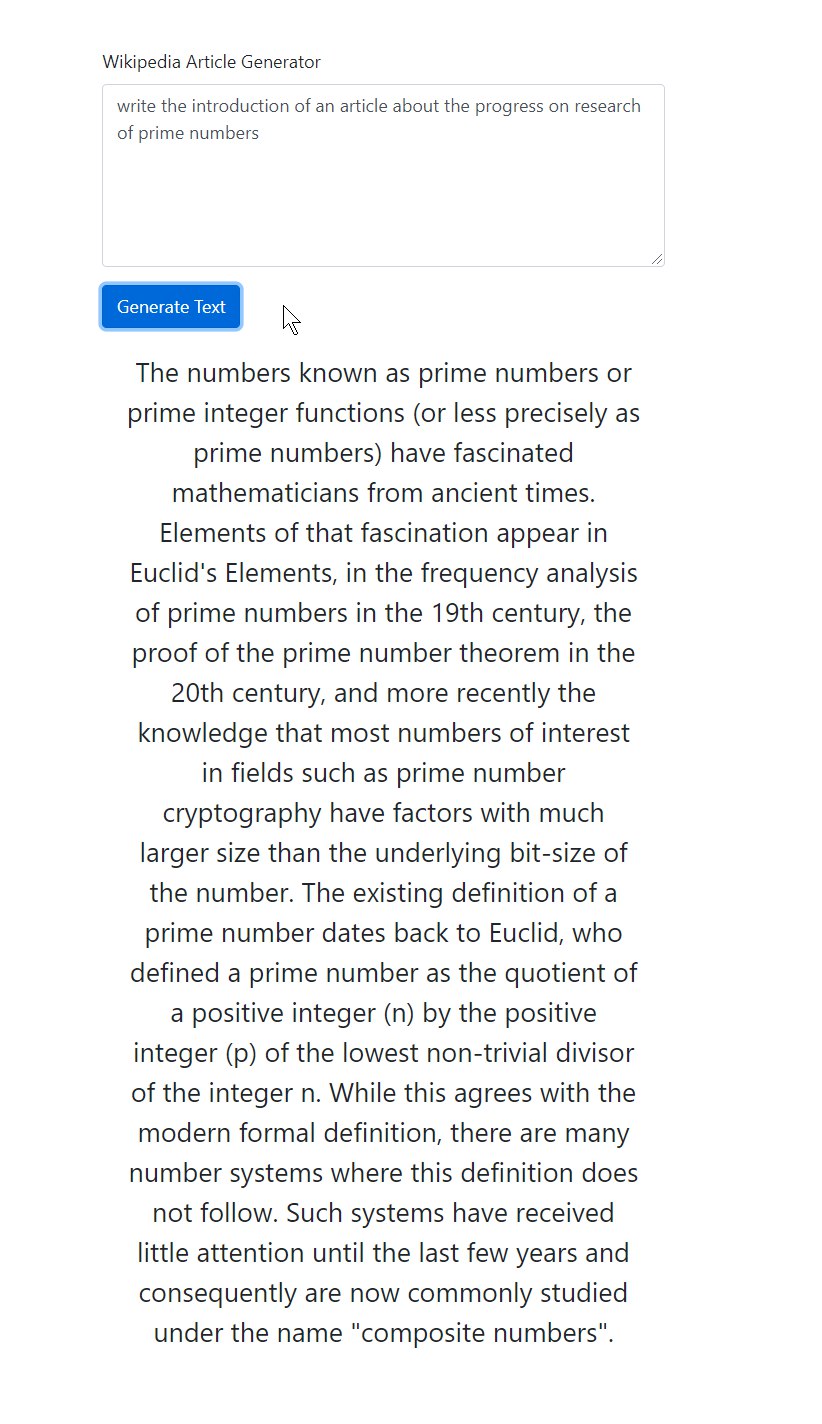 Wikipedia Article Generator
write the introduction of an article about the progress on research
of prime numbers
Generate Text
The numbers known as prime numbers or
prime integer functions (or less precisely as
prime numbers) have fascinated
mathematicians from ancient times.
Elements of that fascination appear in
Euclid's Elements, in the frequency analysis
of prime numbers in the 19th century, the
proof of the prime number theorem in the
20th century, and more recently the
knowledge that most numbers of interest
in fields such as prime number
cryptography have factors with much
larger size than the underlying bit-size of
the number. The existing definition of a
prime number dates back to Euclid, who
defined a prime number as the quotient of
a positive integer (n) by the positive
integer (p) of the lowest non-trivial divisor
of the integer n. While this agrees with the
modern formal definition, there are many
number systems where this definition does
not follow. Such systems have received
little attention until the last few years and
consequently are now commonly studied
under the name "composite numbers".